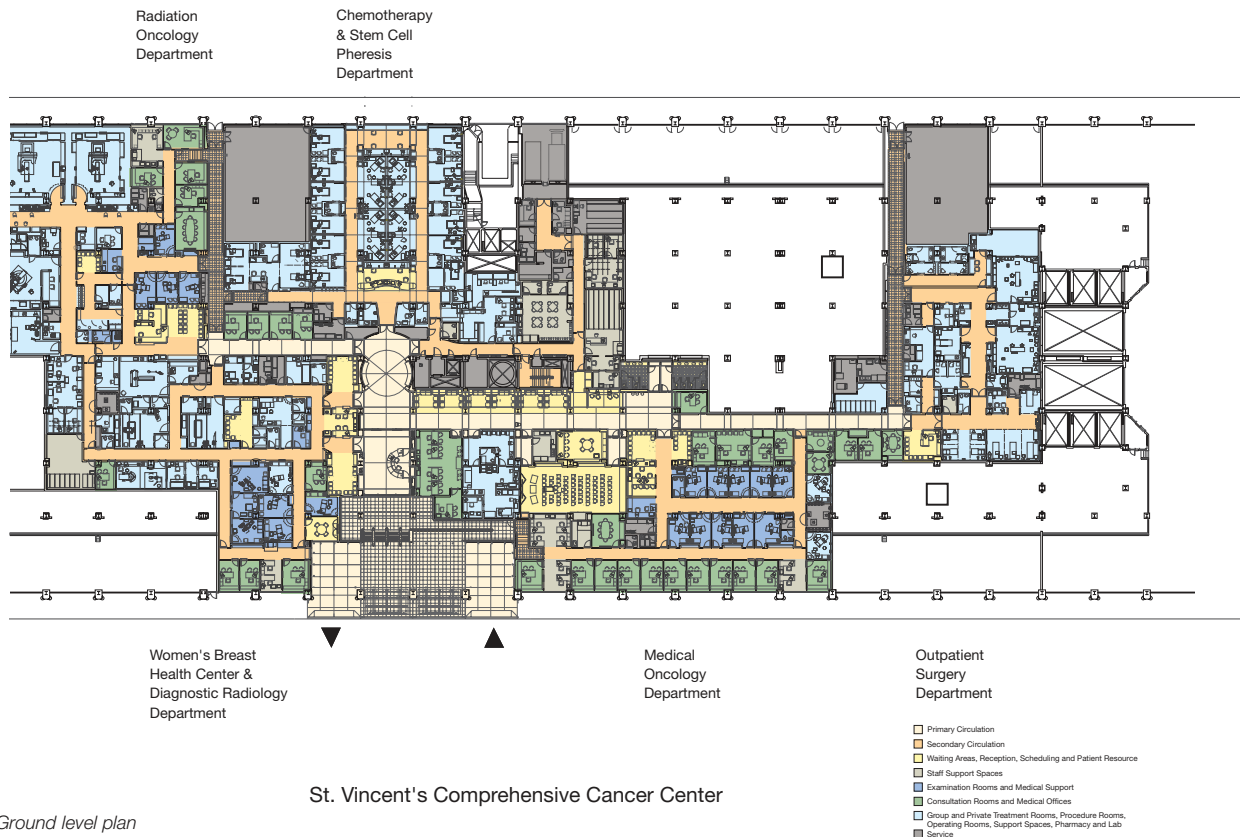 Radiation
Oncology
Department
Chemotherapy
& Stem Cell
Pheresis
Department
Women's Breast
Health Center &
Diagnostic Radiology
Department
Medical
Oncology
Department
Outpatient
Surgery
Department
Primary Circulation
Secondary Circulation
Waiting Areas, Reception, Scheduling and Patient Resource
Staff Support Spaces
Examination Rooms and Medical Support
Consultation Rooms and Medical Offices
Group and Private Treatment Rooms, Procedure Rooms,
Operating Rooms, Support Spaces, Pharmacy and Lab
Service
St. Vincent's Comprehensive Cancer Center
Ground level plan